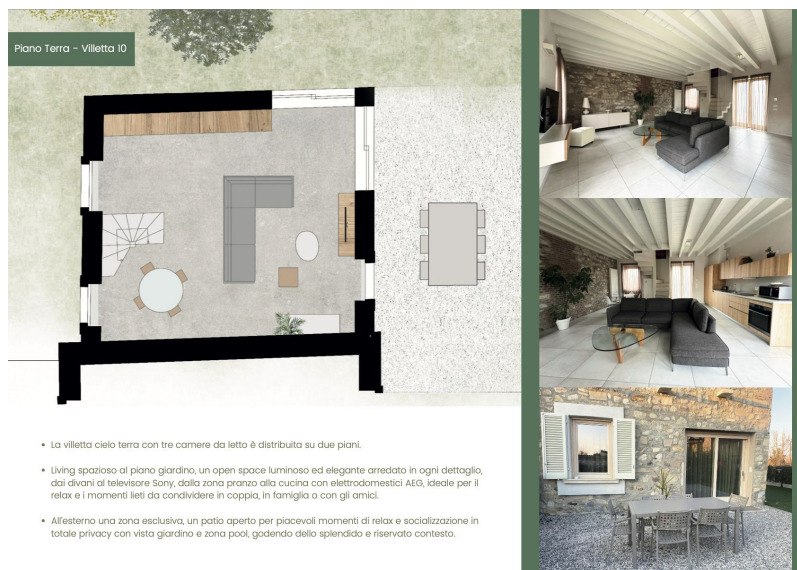 Piano Terra - Villetta 10
• La villetta cielo terra con tre camere da letto è distribuita su due piani.
• Living spazioso al piano giardino, un open space luminoso ed elegante arredato in ogni dettaglio,
dai divani al televisore Sony, dalla zona pranzo alla cucina con elettrodomestici AEG, ideale per il
relax e i momenti lieti da condividere in coppia, in famiglia o con gli amici.
• All'esterno una zona esclusiva, un patio aperto per piacevoli momenti di relax e socializzazione in
totale privacy con vista giardino e zona pool, godendo dello splendido e riservato contesto.